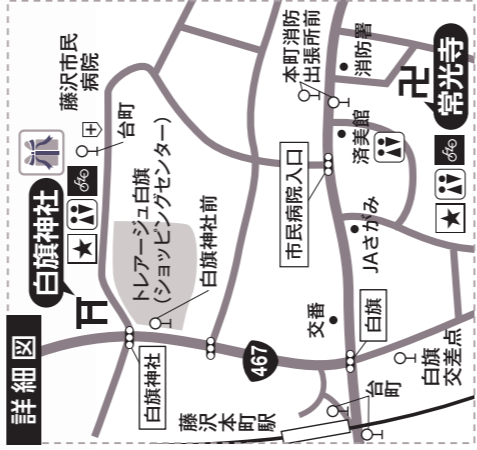 詳細図
白旗神社
藤沢市民
病院
台町
トレアージュ白旗
(ショッピングセンター)
白旗神社前
白旗神社
467
藤沢
本町駅
本町消防
出張所前
消防署
常光寺
済美館
市民病院入口
JAさがみ
交番
白旗
台町
白旗
交差点